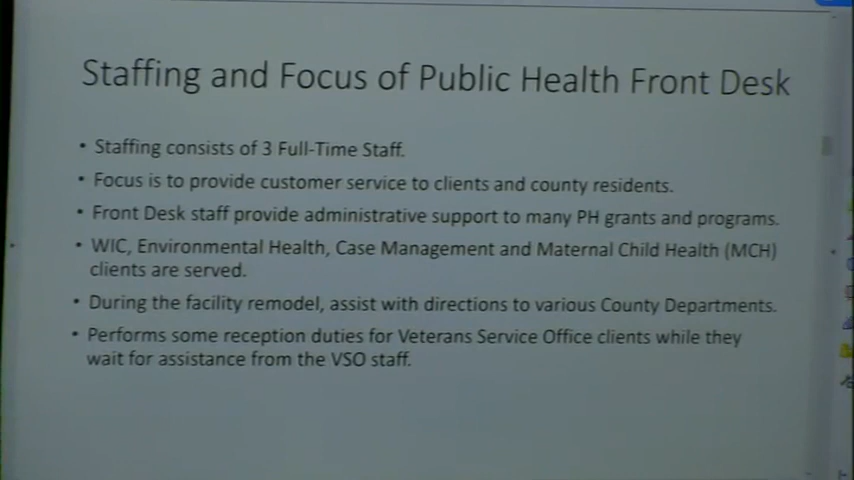 Staffing and Focus of Public Health Front Desk
• Staffing consists of 3 Full-Time Staff.
• Focus is to provide customer service to clients and county residents.
• Front Desk staff provide administrative support to many PH grants and programs.
• WIC, Environmental Health, Case Management and Maternal Child Health (MCH)
clients are served.
• During the facility remodel, assist with directions to various County Departments.
• Performs some reception duties for Veterans Service Office clients while they
wait for assistance from the VSO staff.